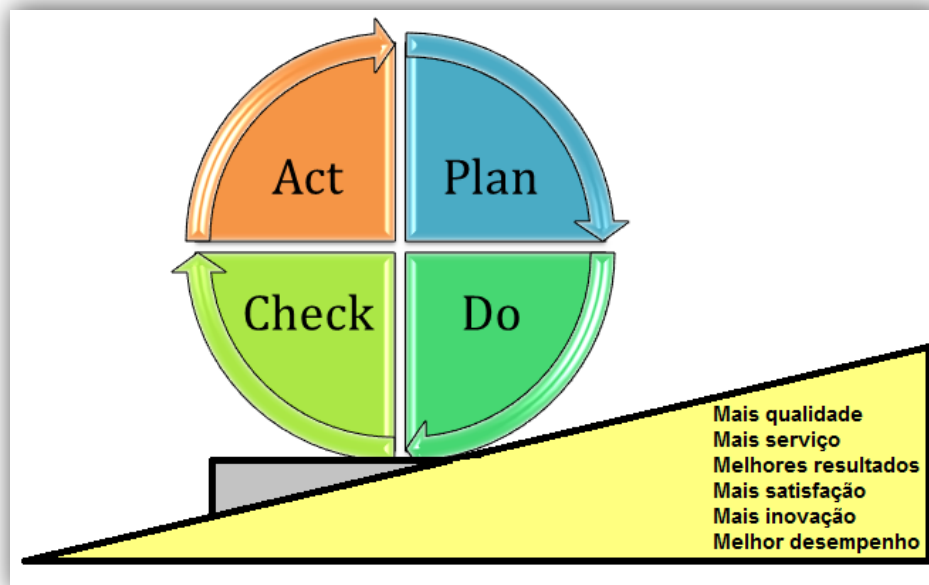 Act
Plan
Check
Do
Mais qualidade
Mais serviço
Melhores resultados
Mais satisfação
Mais inovação
Melhor desempenho